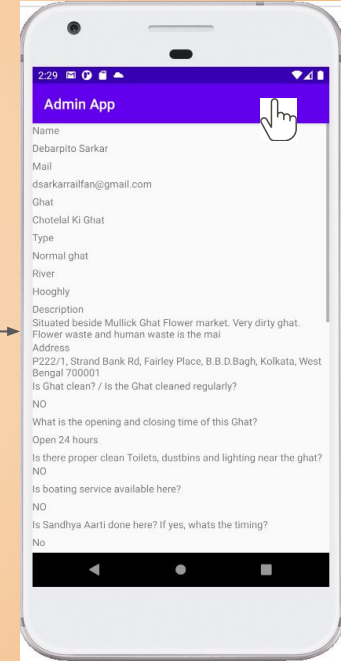 2:29
Admin App
Name
Debarpito Sarkar
Mail
dsarkarrailfan@gmail.com
Ghat
Chotelal Ki Ghat
Type
Normal ghat
River
Hooghly
Description
Situated beside Mullick Ghat Flower market. Very dirty ghat.
Flower waste and human waste is the mai
Address
P222/1, Strand Bank Rd, Fairley Place, B.B.D.Bagh, Kolkata, West
Bengal 700001
Is Ghat clean? / Is the Ghat cleaned regularly?
NO
What is the opening and closing time of this Ghat?
Open 24 hours
Is there proper clean Toilets, dustbins and lighting near the ghat?
NO
Is boating service available here?
NO
Is Sandhya Aarti done here? If yes, whats the timing?
No